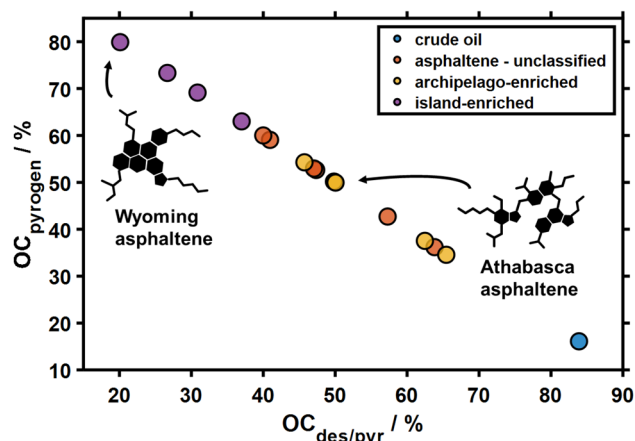 crude oil
asphaltene - unclassified
archipelago-enriched
island-enriched
80
70
60
50
40
30
20
10
OCpyrogen / %
Wyoming
asphaltene
Athabasca
asphaltene
20 30 40 50 60 70 80 90
OCdes/pyr / %